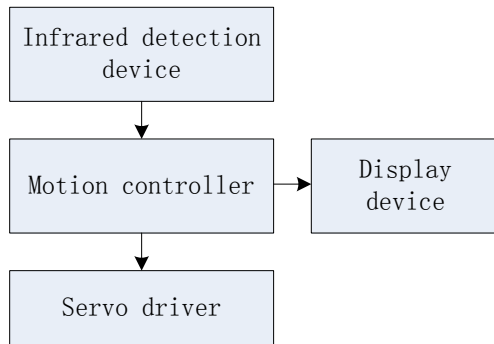 Infrared detection
device
Motion controller
Display
device
Servo driver